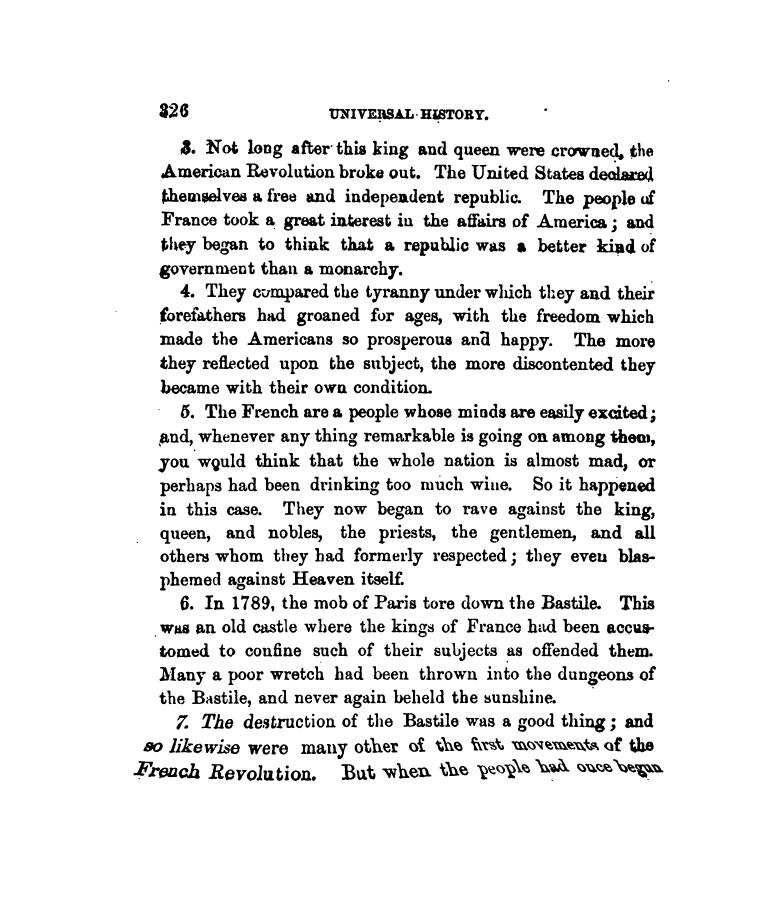 326 UNIVERSAL HISTORY.
3. Not long after this king and queen were crowned, the
American Revolution broke out. The United States declared
themselves a free and independent republic. The people of
France took a great interest in the affairs of America; and
they began to think that a republic was a better kind of
government than a monarchy.
4. They compared the tyranny under which they and their
forefathers had groaned for ages, with the freedom which
made the Americans so prosperous and happy. The more
they reflected upon the subject, the more discontented they
became with their own condition.
5. The French are a people whose minds are easily excited;
and, whenever any thing remarkable is going on among them,
you would think that the whole nation is almost mad, or
perhaps had been drinking too much wine. So it happened
in this case. They now began to rave against the king,
queen, and nobles, the priests, the gentlemen, and all
others whom they had formerly respected; they even blas-
phemed against Heaven itself.
6. In 1789, the mob of Paris tore down the Bastile. This
was an old castle where the kings of France had been accus-
tomed to confine such of their subjects as offended them.
Many a poor wretch had been thrown into the dungeons of
the Bastile, and never again beheld the sunshine.
7. The destruction of the Bastile was a good thing; and
so likewise were many other of the first movements of the
French Revolution. But when the people had once began